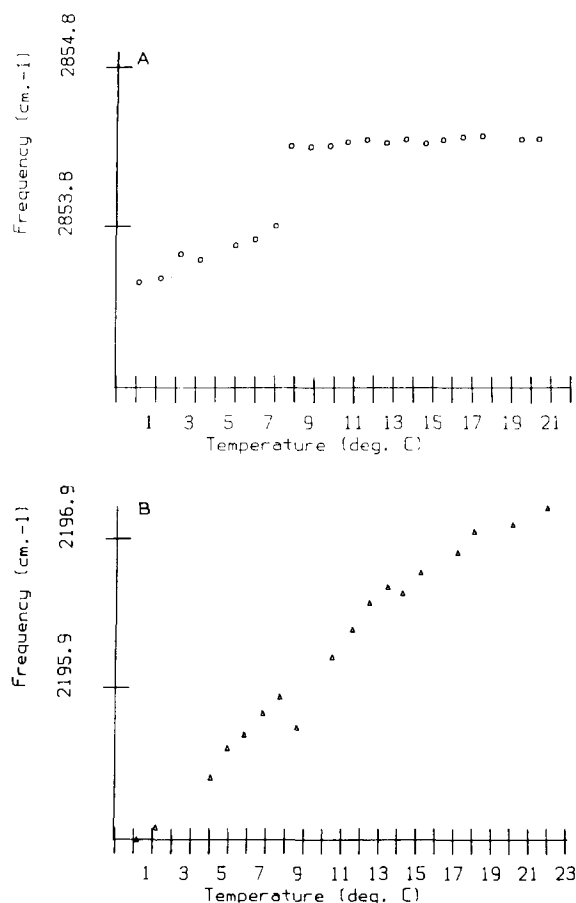 A
2854.8
2853.8
Frequency (cm.-1)
1 3 5 7 9 11 13 15 17 19 21
Temperature (deg. C)
B
2196.9
2195.9
Frequency (cm.-1)
1 3 5 7 9 11 13 15 17 19 21 23
Temperature (deg. C)